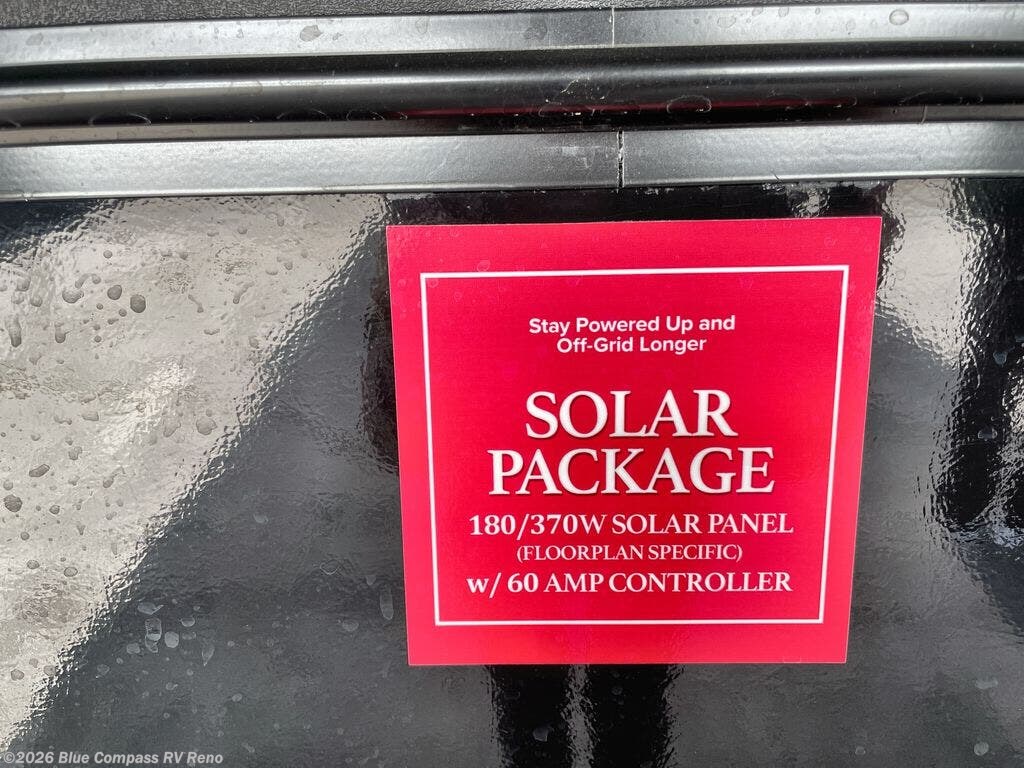 Stay Powered Up and
Off-Grid Longer
SOLAR
PACKAGE
180/370W SOLAR PANEL
(FLOORPLAN SPECIFIC)
w/ 60 AMP CONTROLLER
©2026 Blue Compass RV Reno